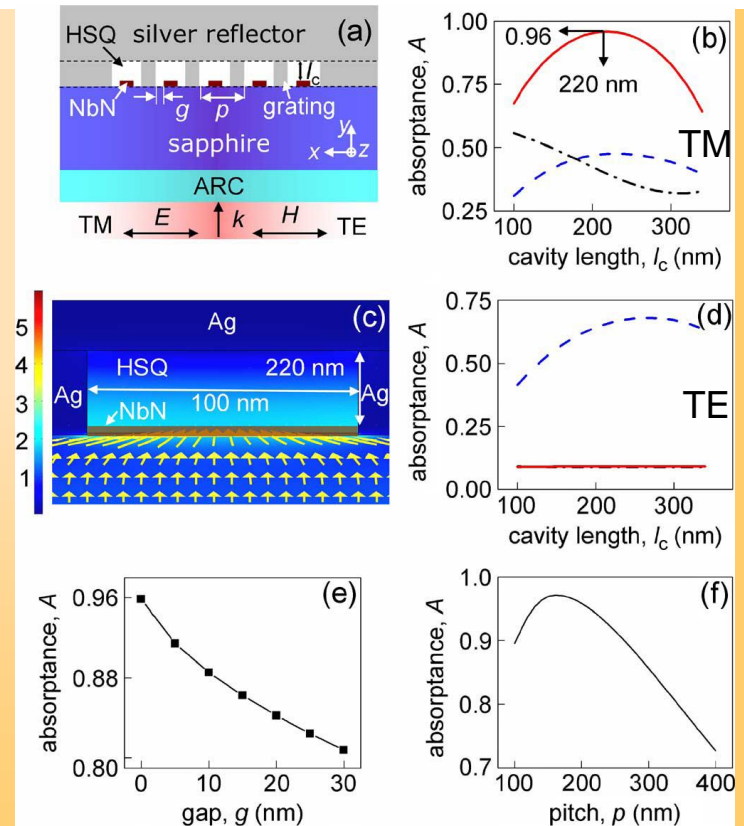 (a)
HSQ silver reflector
lc
NbN g p grating
sapphire
y
x z
ARC
TM E k H TE
(b)
absorptance, A
1.00
0.75
0.50
0.25
0.96
220 nm
TM
100 200 300
cavity length, lc (nm)
(c)
5
4
3
2
1
Ag
HSQ
220 nm
Ag
100 nm
Ag
NbN
(d)
absorptance, A
0.75
0.50
0.25
0.00
TE
100 200 300
cavity length, lc (nm)
(e)
absorptance, A
0.96
0.88
0.80
0 10 20 30
gap, g (nm)
(f)
absorptance, A
1.0
0.9
0.8
0.7
100 200 300 400
pitch, p (nm)